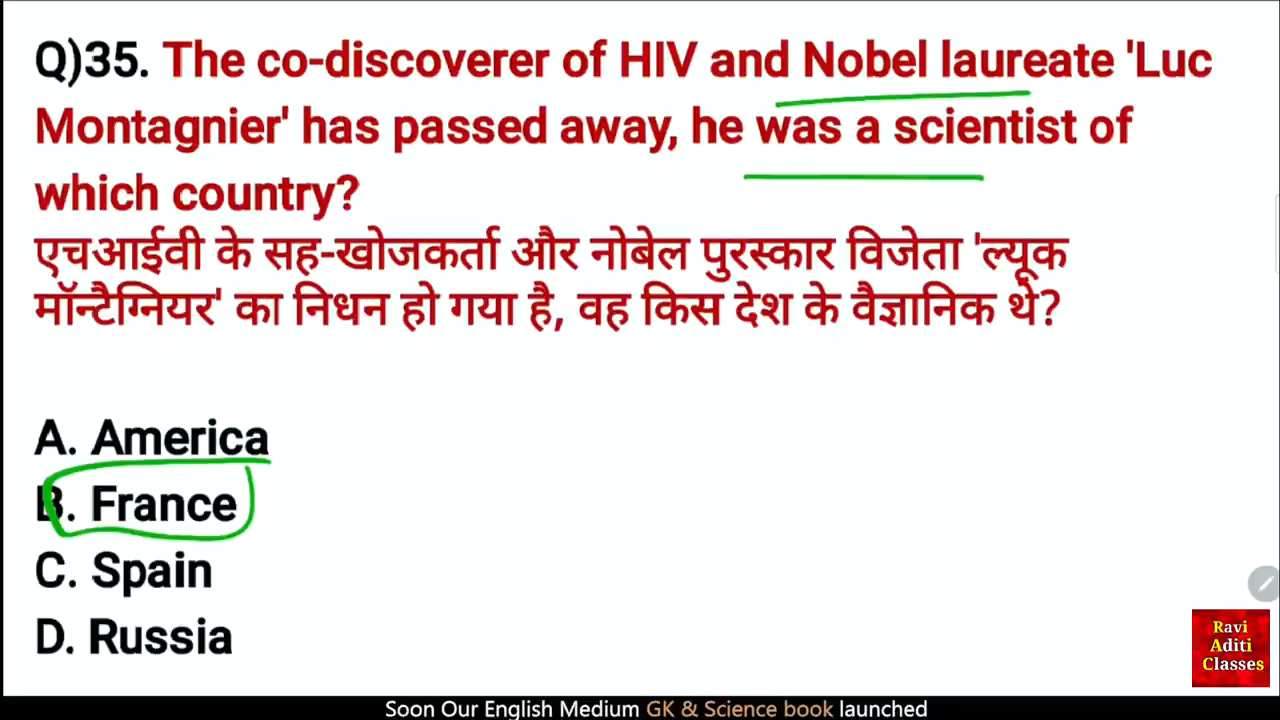 Q)35. The co-discoverer of HIV and Nobel laureate 'Luc
Montagnier' has passed away, he was a scientist of
which country?
एचआईवी के सह-खोजकर्ता और नोबेल पुरस्कार विजेता 'ल्यूक
मॉन्टैग्नियर' का निधन हो गया है, वह किस देश के वैज्ञानिक थे?
A. America
B. France
C. Spain
D. Russia
Ravi
Aditi
Classes
Soon Our English Medium GK & Science book launched